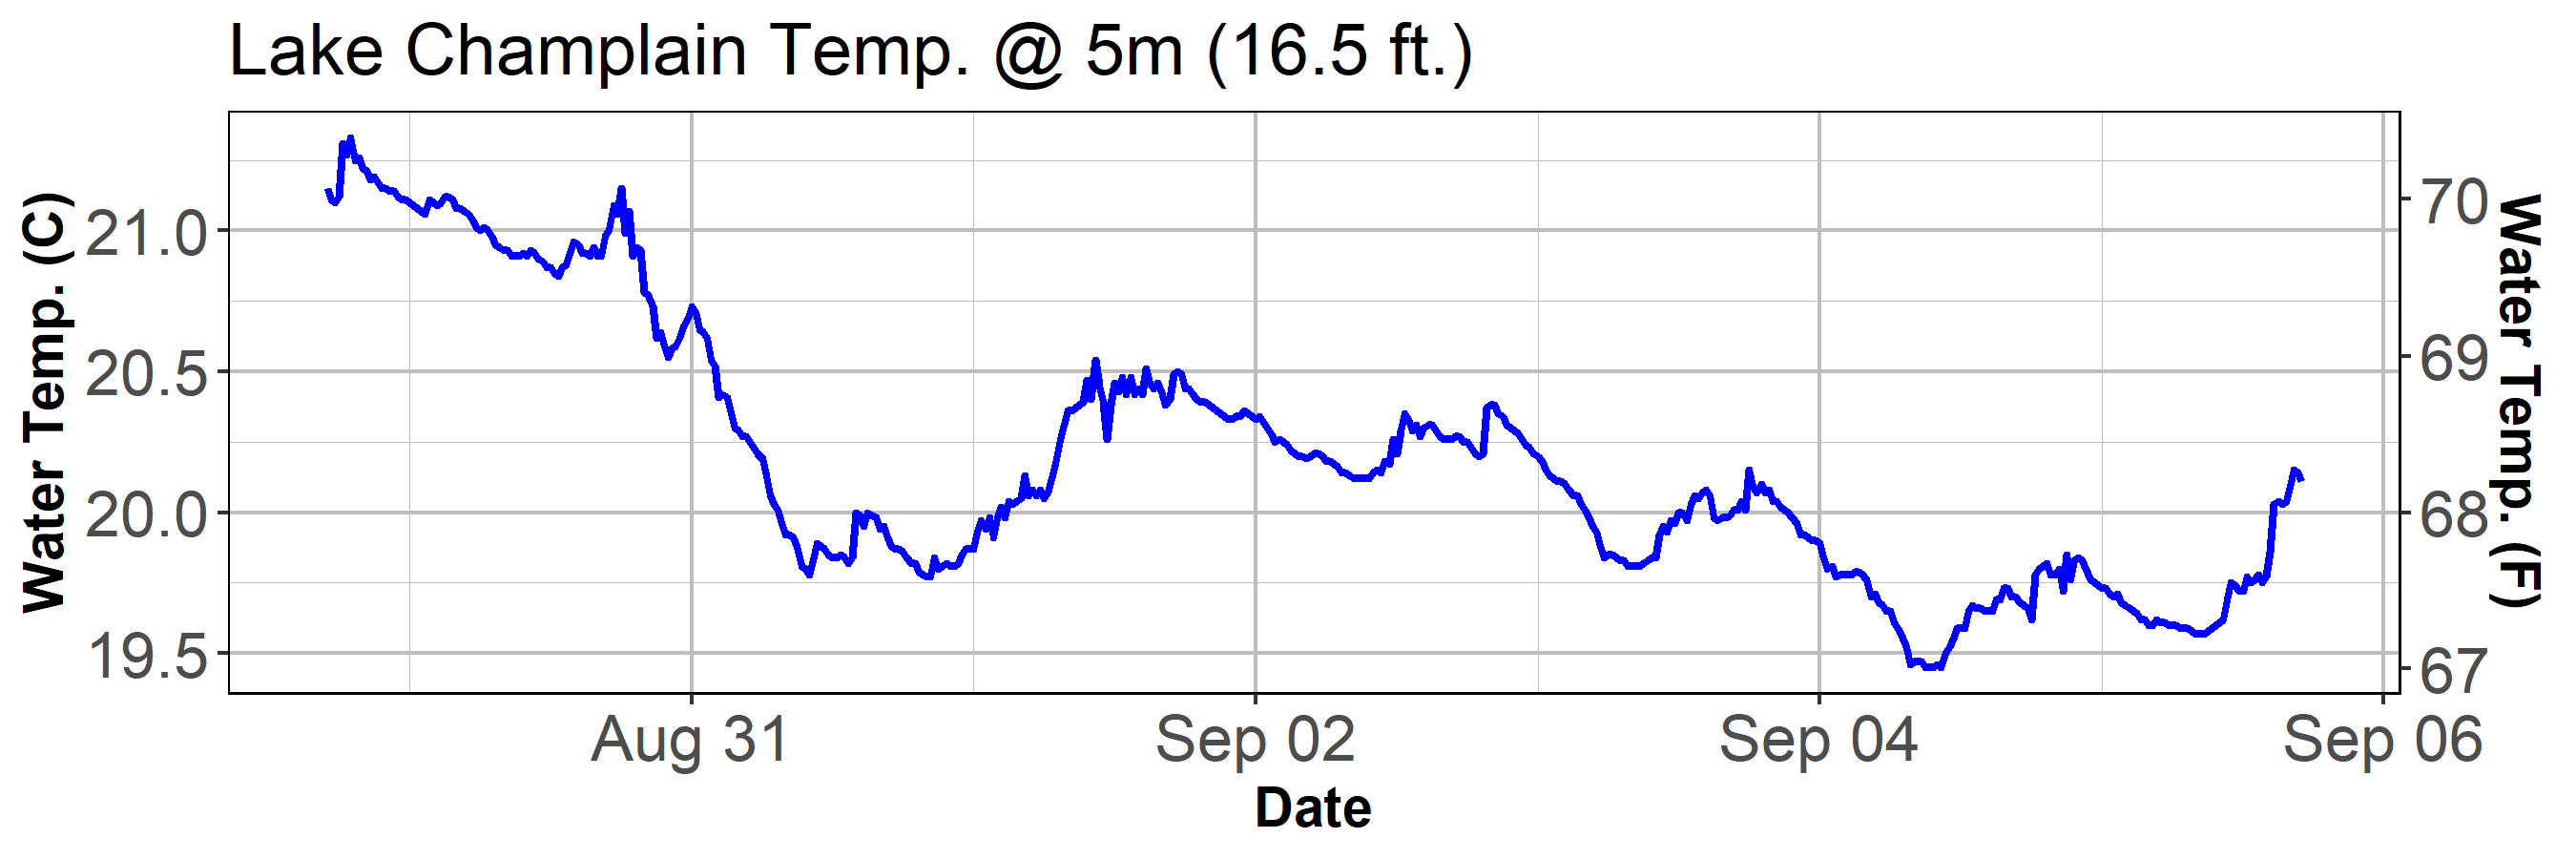 Lake Champlain Temp. @ 5m (16.5 ft.)
Water Temp. (C)
21.0
20.5
20.0
19.5
70
69
68
67
Water Temp. (F)
Aug 31 Sep 02 Sep 04 Sep 06
Date